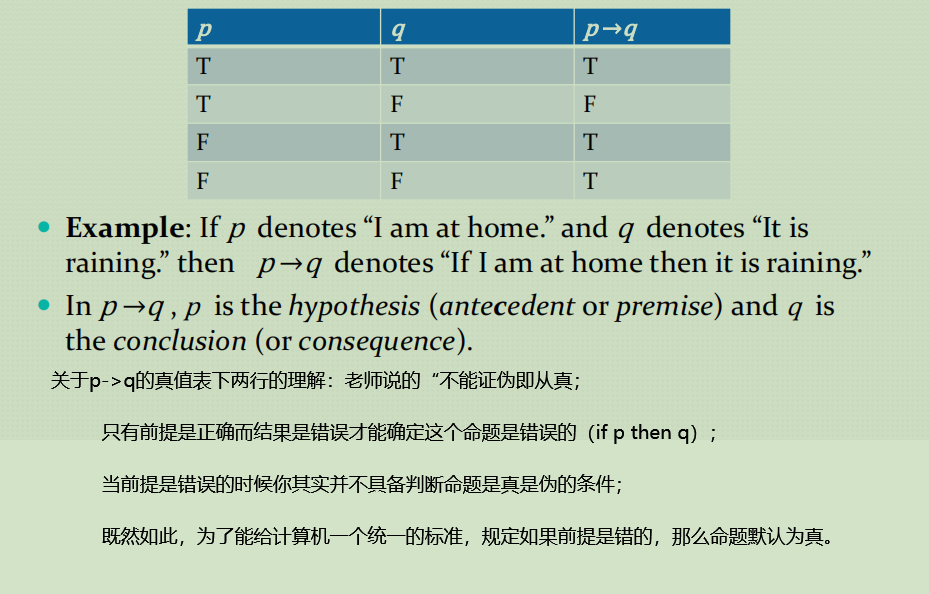 p q p→q
T T T
T F F
F T T
F F T
• Example: If p denotes “I am at home.” and q denotes “It is
raining.” then p→q denotes “If I am at home then it is raining.”
• In p→q , p is the hypothesis (antecedent or premise) and q is
the conclusion (or consequence).
关于p->q的真值表下两行的理解：老师说的“不能证伪即从真；
只有前提是正确而结果是错误才能确定这个命题是错误的（if p then q）；
当前提是错误的时候你其实并不具备判断命题是真是伪的条件；
既然如此，为了能给计算机一个统一的标准，规定如果前提是错的，那么命题默认为真。